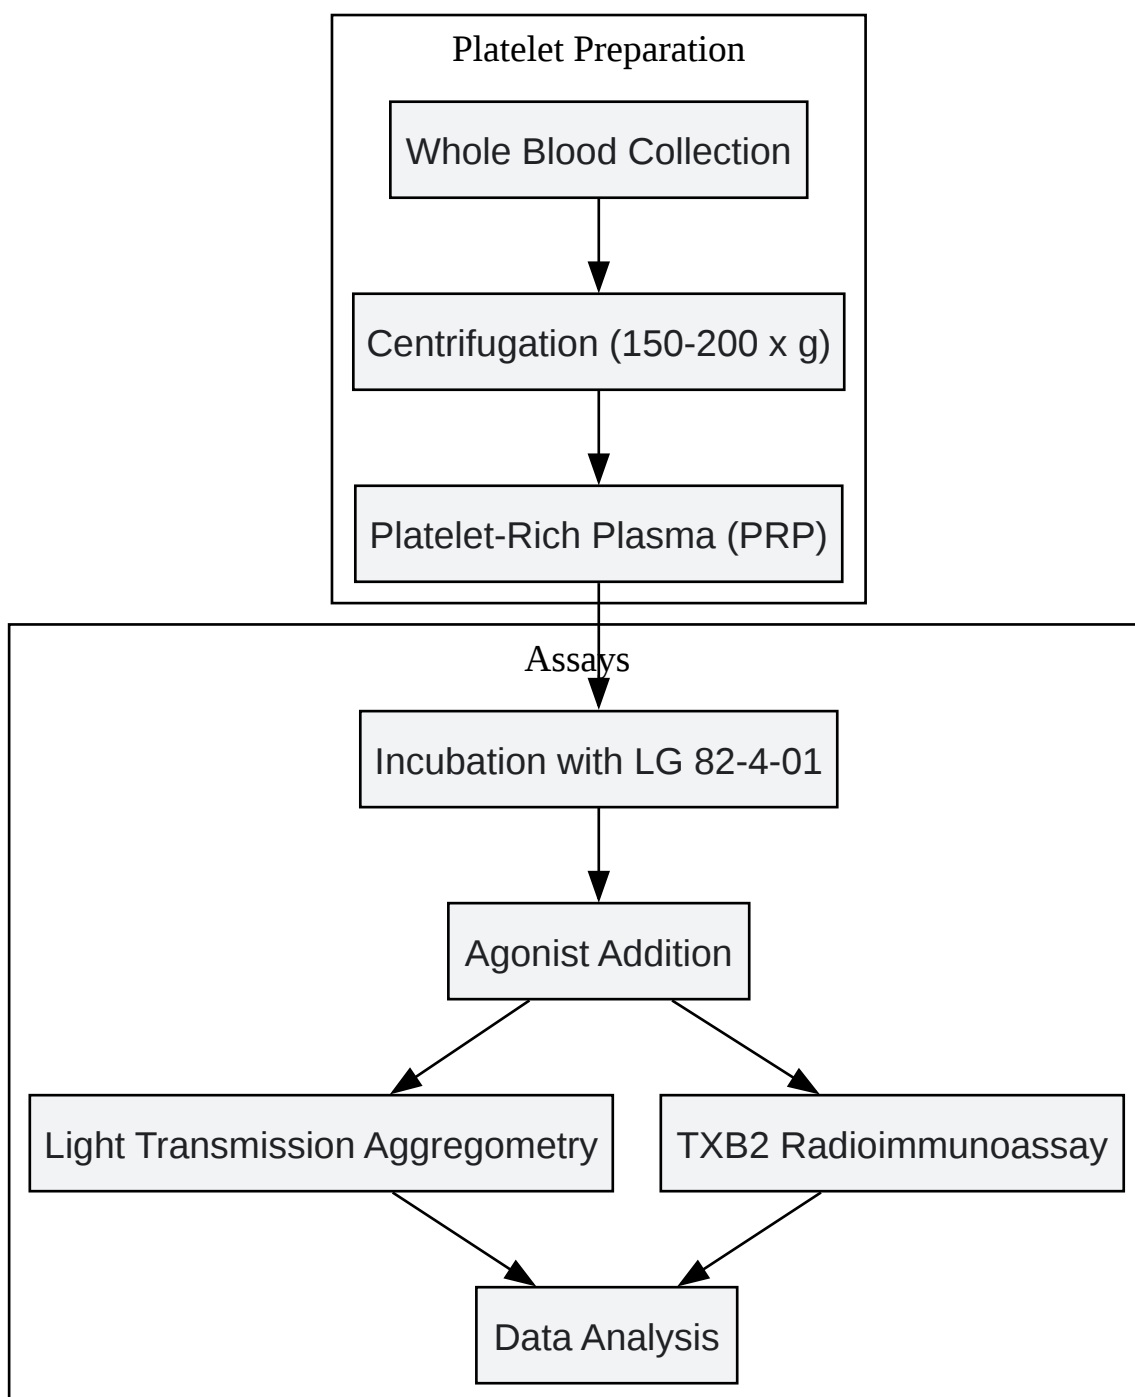 Platelet Preparation
Whole Blood Collection
Centrifugation (150-200 x g)
Platelet-Rich Plasma (PRP)
Assays
Incubation with LG 82-4-01
Agonist Addition
Light Transmission Aggregometry
TXB2 Radioimmunoassay
Data Analysis